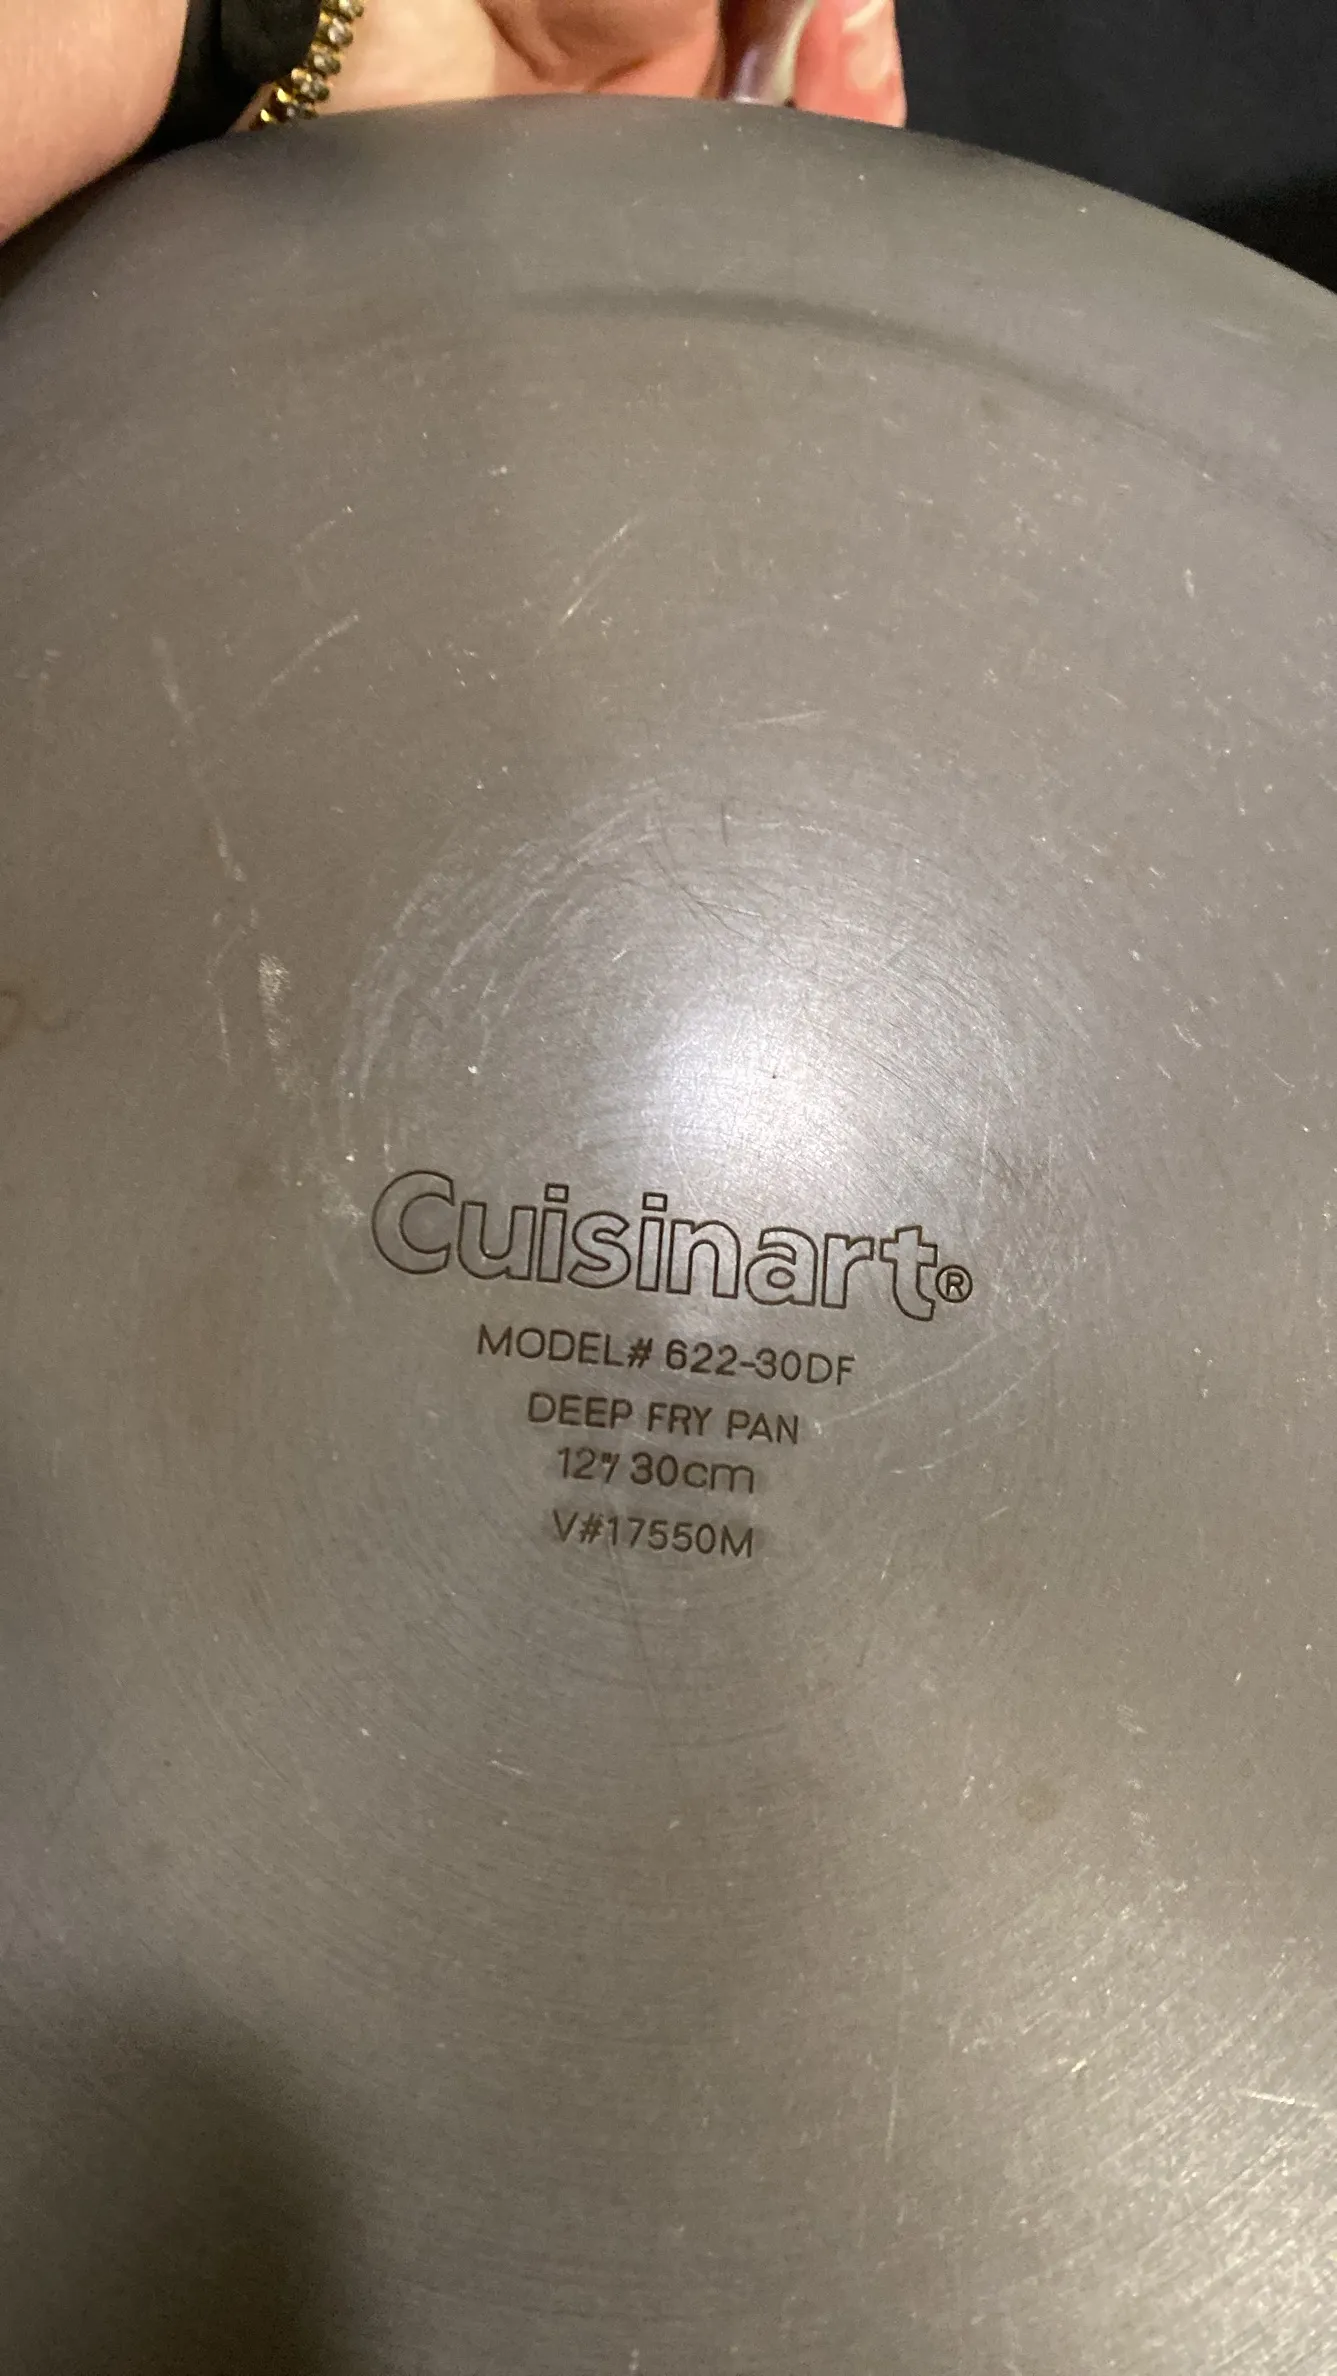 Cuisinart®
MODEL# 622-30DF
DEEP FRY PAN
12"/ 30cm
V#17550M